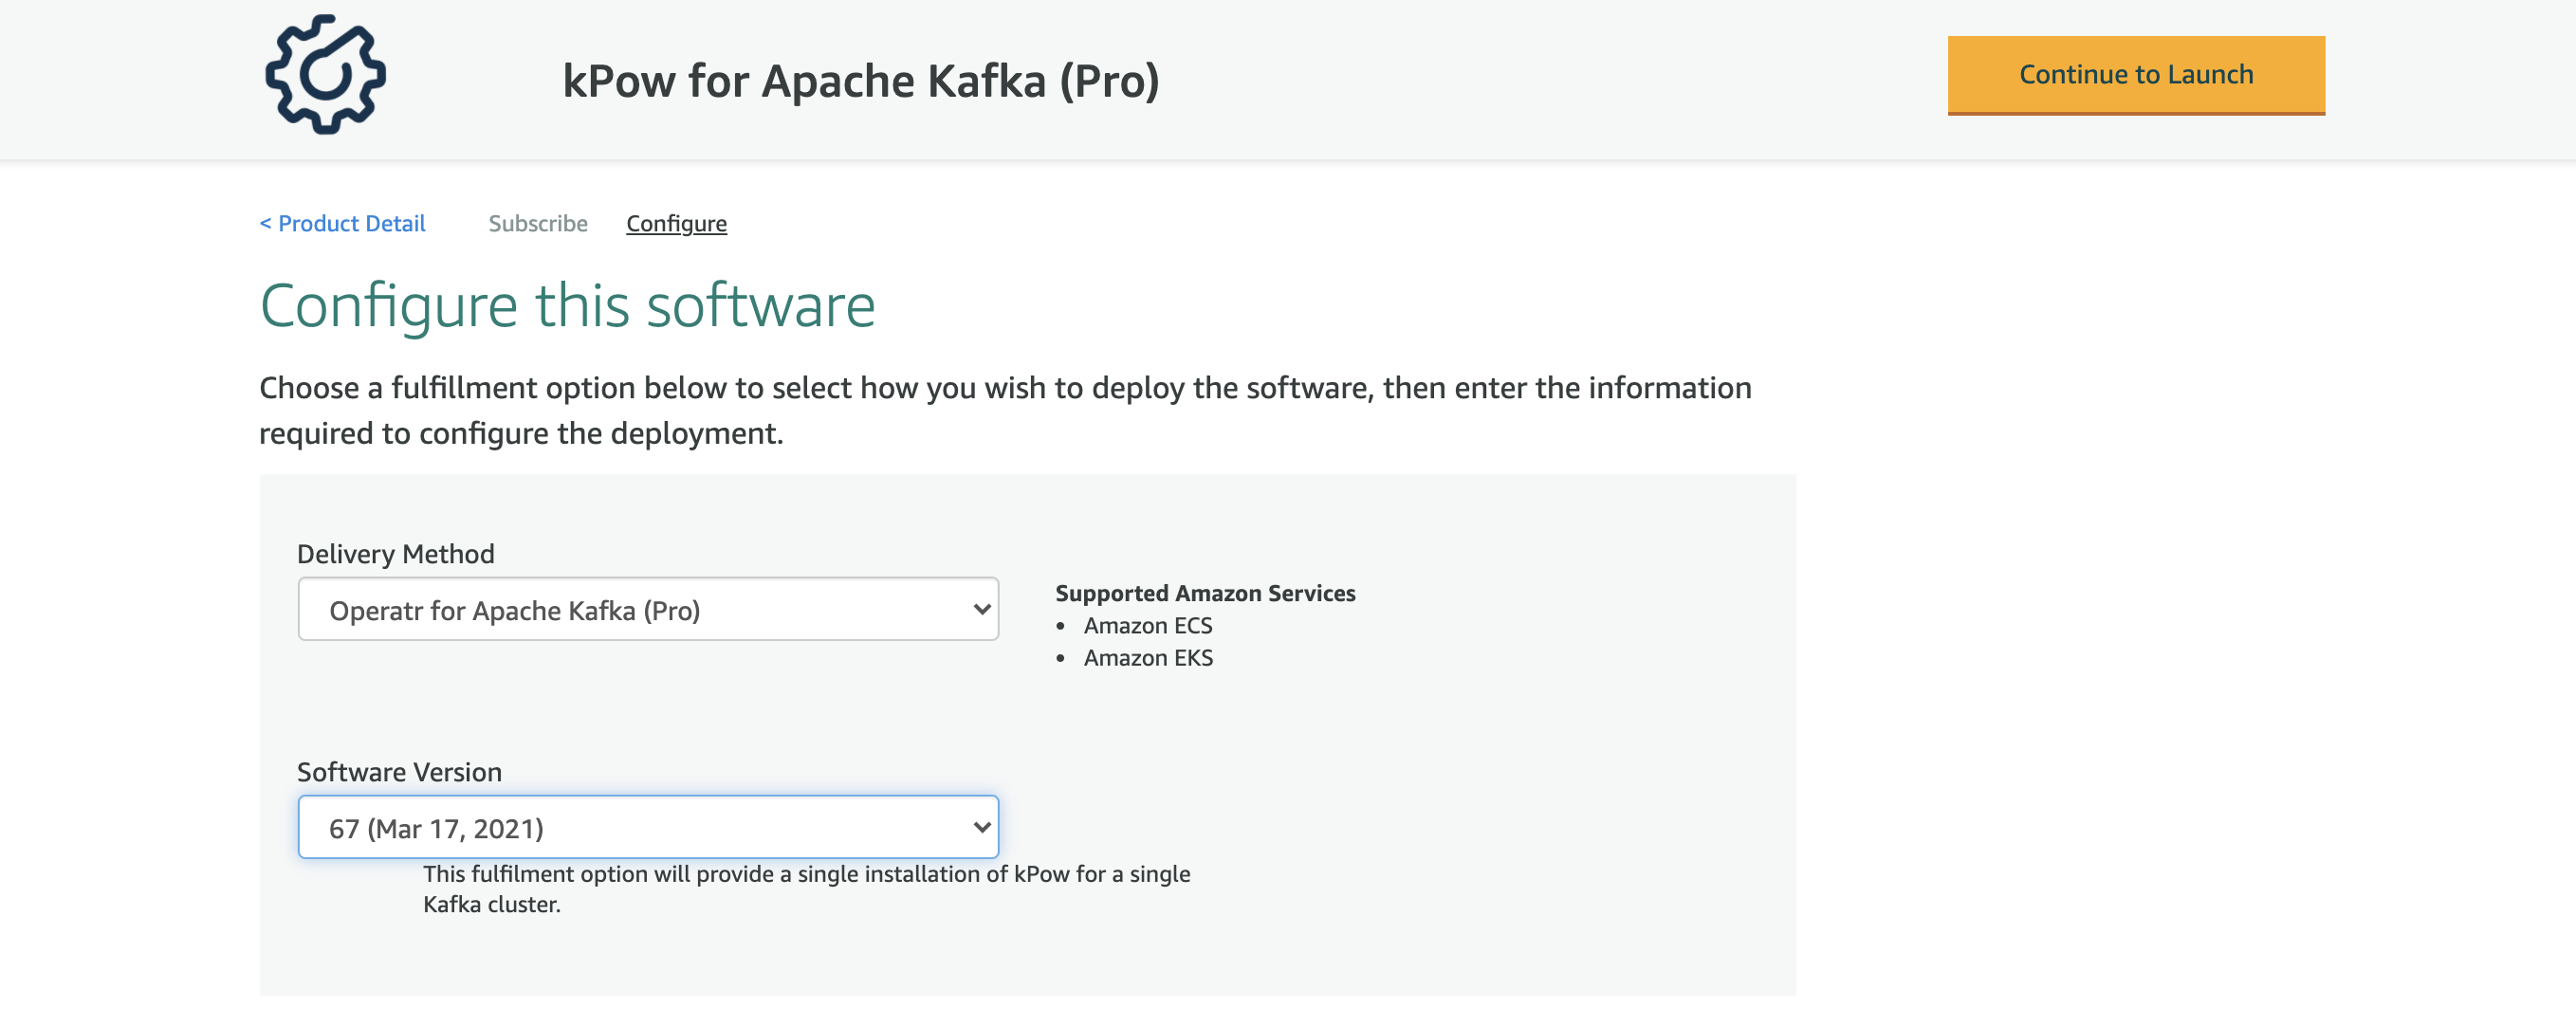 kPow for Apache Kafka (Pro)
Continue to Launch
< Product Detail
Subscribe
Configure
Configure this software
Choose a fulfillment option below to select how you wish to deploy the software, then enter the information
required to configure the deployment.
Delivery Method
Operatr for Apache Kafka (Pro)
Supported Amazon Services
• Amazon ECS
• Amazon EKS
Software Version
67 (Mar 17, 2021)
This fulfilment option will provide a single installation of kPow for a single
Kafka cluster.